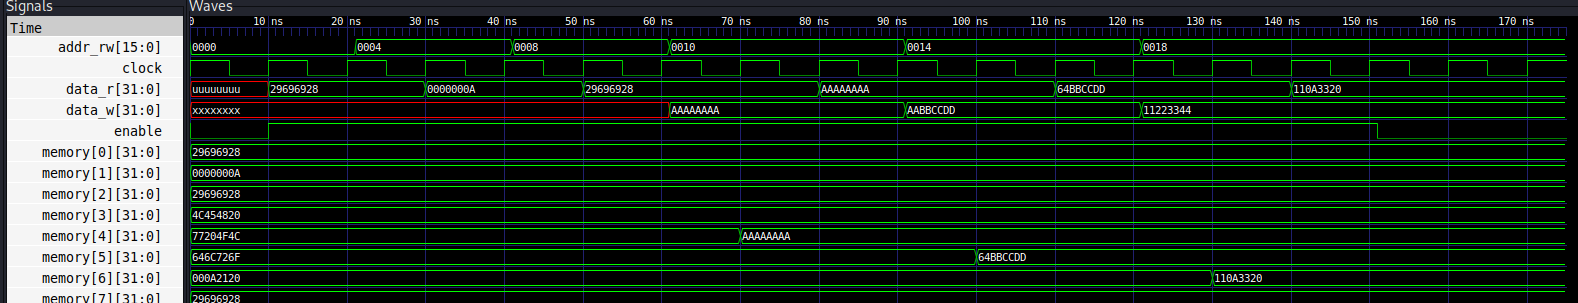 Signals Waves
Time 0 10 ns 20 ns 30 ns 40 ns 50 ns 60 ns 70 ns 80 ns 90 ns 100 ns 110 ns 120 ns 130 ns 140 ns 150 ns 160 ns 170 ns
addr_rw[15:0] 0000 0004 0008 0010 0014 0018
clock
data_r[31:0] uuuuuuuu 29696928 0000000A 29696928 AAAAAAAA 64BBCCDD 110A3320
data_w[31:0] xxxxxxxx AAAAAAAA AABBCCDD 11223344
enable
memory[0][31:0] 29696928
memory[1][31:0] 0000000A
memory[2][31:0] 29696928
memory[3][31:0] 4C454820
memory[4][31:0] 77204F4C AAAAAAAA
memory[5][31:0] 646C726F 64BBCCDD
memory[6][31:0] 000A2120 110A3320
memory[7][31:0] 29696928